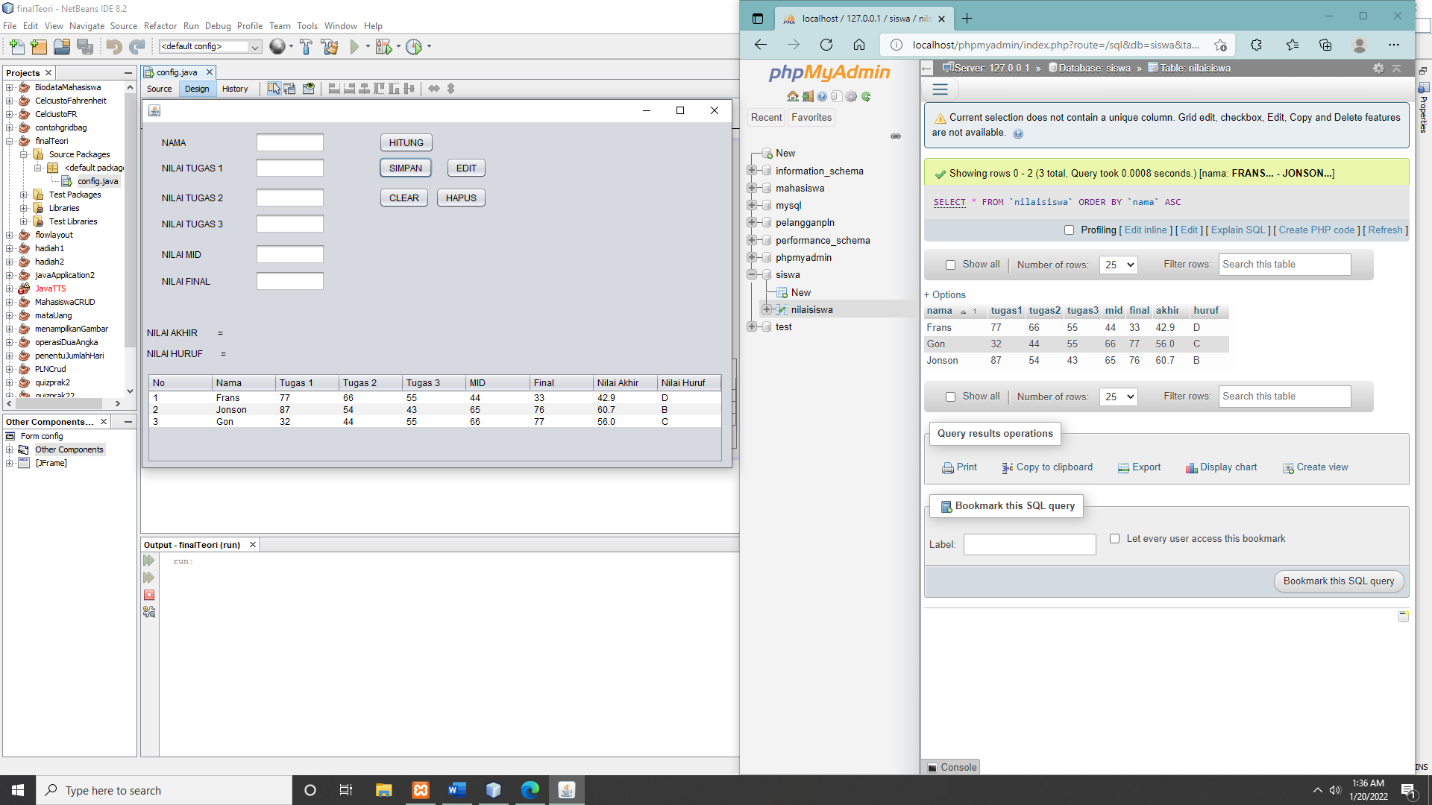 finalTeori - NetBeans IDE 8.2
File Edit View Navigate Source Refactor Run Debug Profile Team Tools Window Help
<default config>
Projects
BiodataMahasiswa
CelciustoFahrenheit
CelciustoFR
contohgridbag
finalTeori
Source Packages
<default packag
config.java
Test Packages
Libraries
Test Libraries
flowlayout
hadiah1
hadiah2
javaApplication2
JavaTTS
MahasiswaCRUD
mataUang
menampilkanGambar
operasiDuaAngka
penentuJumlahHari
PLNCrud
quizprak2
quizprak22
Other Components...
Form config
Other Components
[JFrame]
config.java
Source Design History
NAMA HITUNG
NILAI TUGAS 1 SIMPAN EDIT
NILAI TUGAS 2 CLEAR HAPUS
NILAI TUGAS 3
NILAI MID
NILAI FINAL
NILAI AKHIR =
NILAI HURUF =
No Nama Tugas 1 Tugas 2 Tugas 3 MID Final Nilai Akhir Nilai Huruf
1 Frans 77 66 55 44 33 42.9 D
2 Jonson 87 54 43 65 76 60.7 B
3 Gon 32 44 55 66 77 56.0 C
Output - finalTeori (run)
run:
localhost / 127.0.0.1 / siswa / nil
localhost/phpmyadmin/index.php?route=/sql&db=siswa&ta...
phpMyAdmin
Recent Favorites
New
information_schema
mahasiswa
mysql
pelangganpln
performance_schema
phpmyadmin
siswa
New
nilaisiswa
test
Server: 127.0.0.1 » Database: siswa » Table: nilaisiswa
Current selection does not contain a unique column. Grid edit, checkbox, Edit, Copy and Delete features
are not available.
Showing rows 0 - 2 (3 total, Query took 0.0008 seconds.) [nama: FRANS... - JONSON...]
SELECT * FROM `nilaisiswa` ORDER BY `nama` ASC
Profiling [ Edit inline ] [ Edit ] [ Explain SQL ] [ Create PHP code ] [ Refresh ]
Show all Number of rows: 25 Filter rows: Search this table
+ Options
nama 1 tugas1 tugas2 tugas3 mid final akhir huruf
Frans 77 66 55 44 33 42.9 D
Gon 32 44 55 66 77 56.0 C
Jonson 87 54 43 65 76 60.7 B
Show all Number of rows: 25 Filter rows: Search this table
Query results operations
Print Copy to clipboard Export Display chart Create view
Bookmark this SQL query
Label: Let every user access this bookmark
Bookmark this SQL query
Console
Properties
INS
Type here to search
1:36 AM
1/20/2022
1